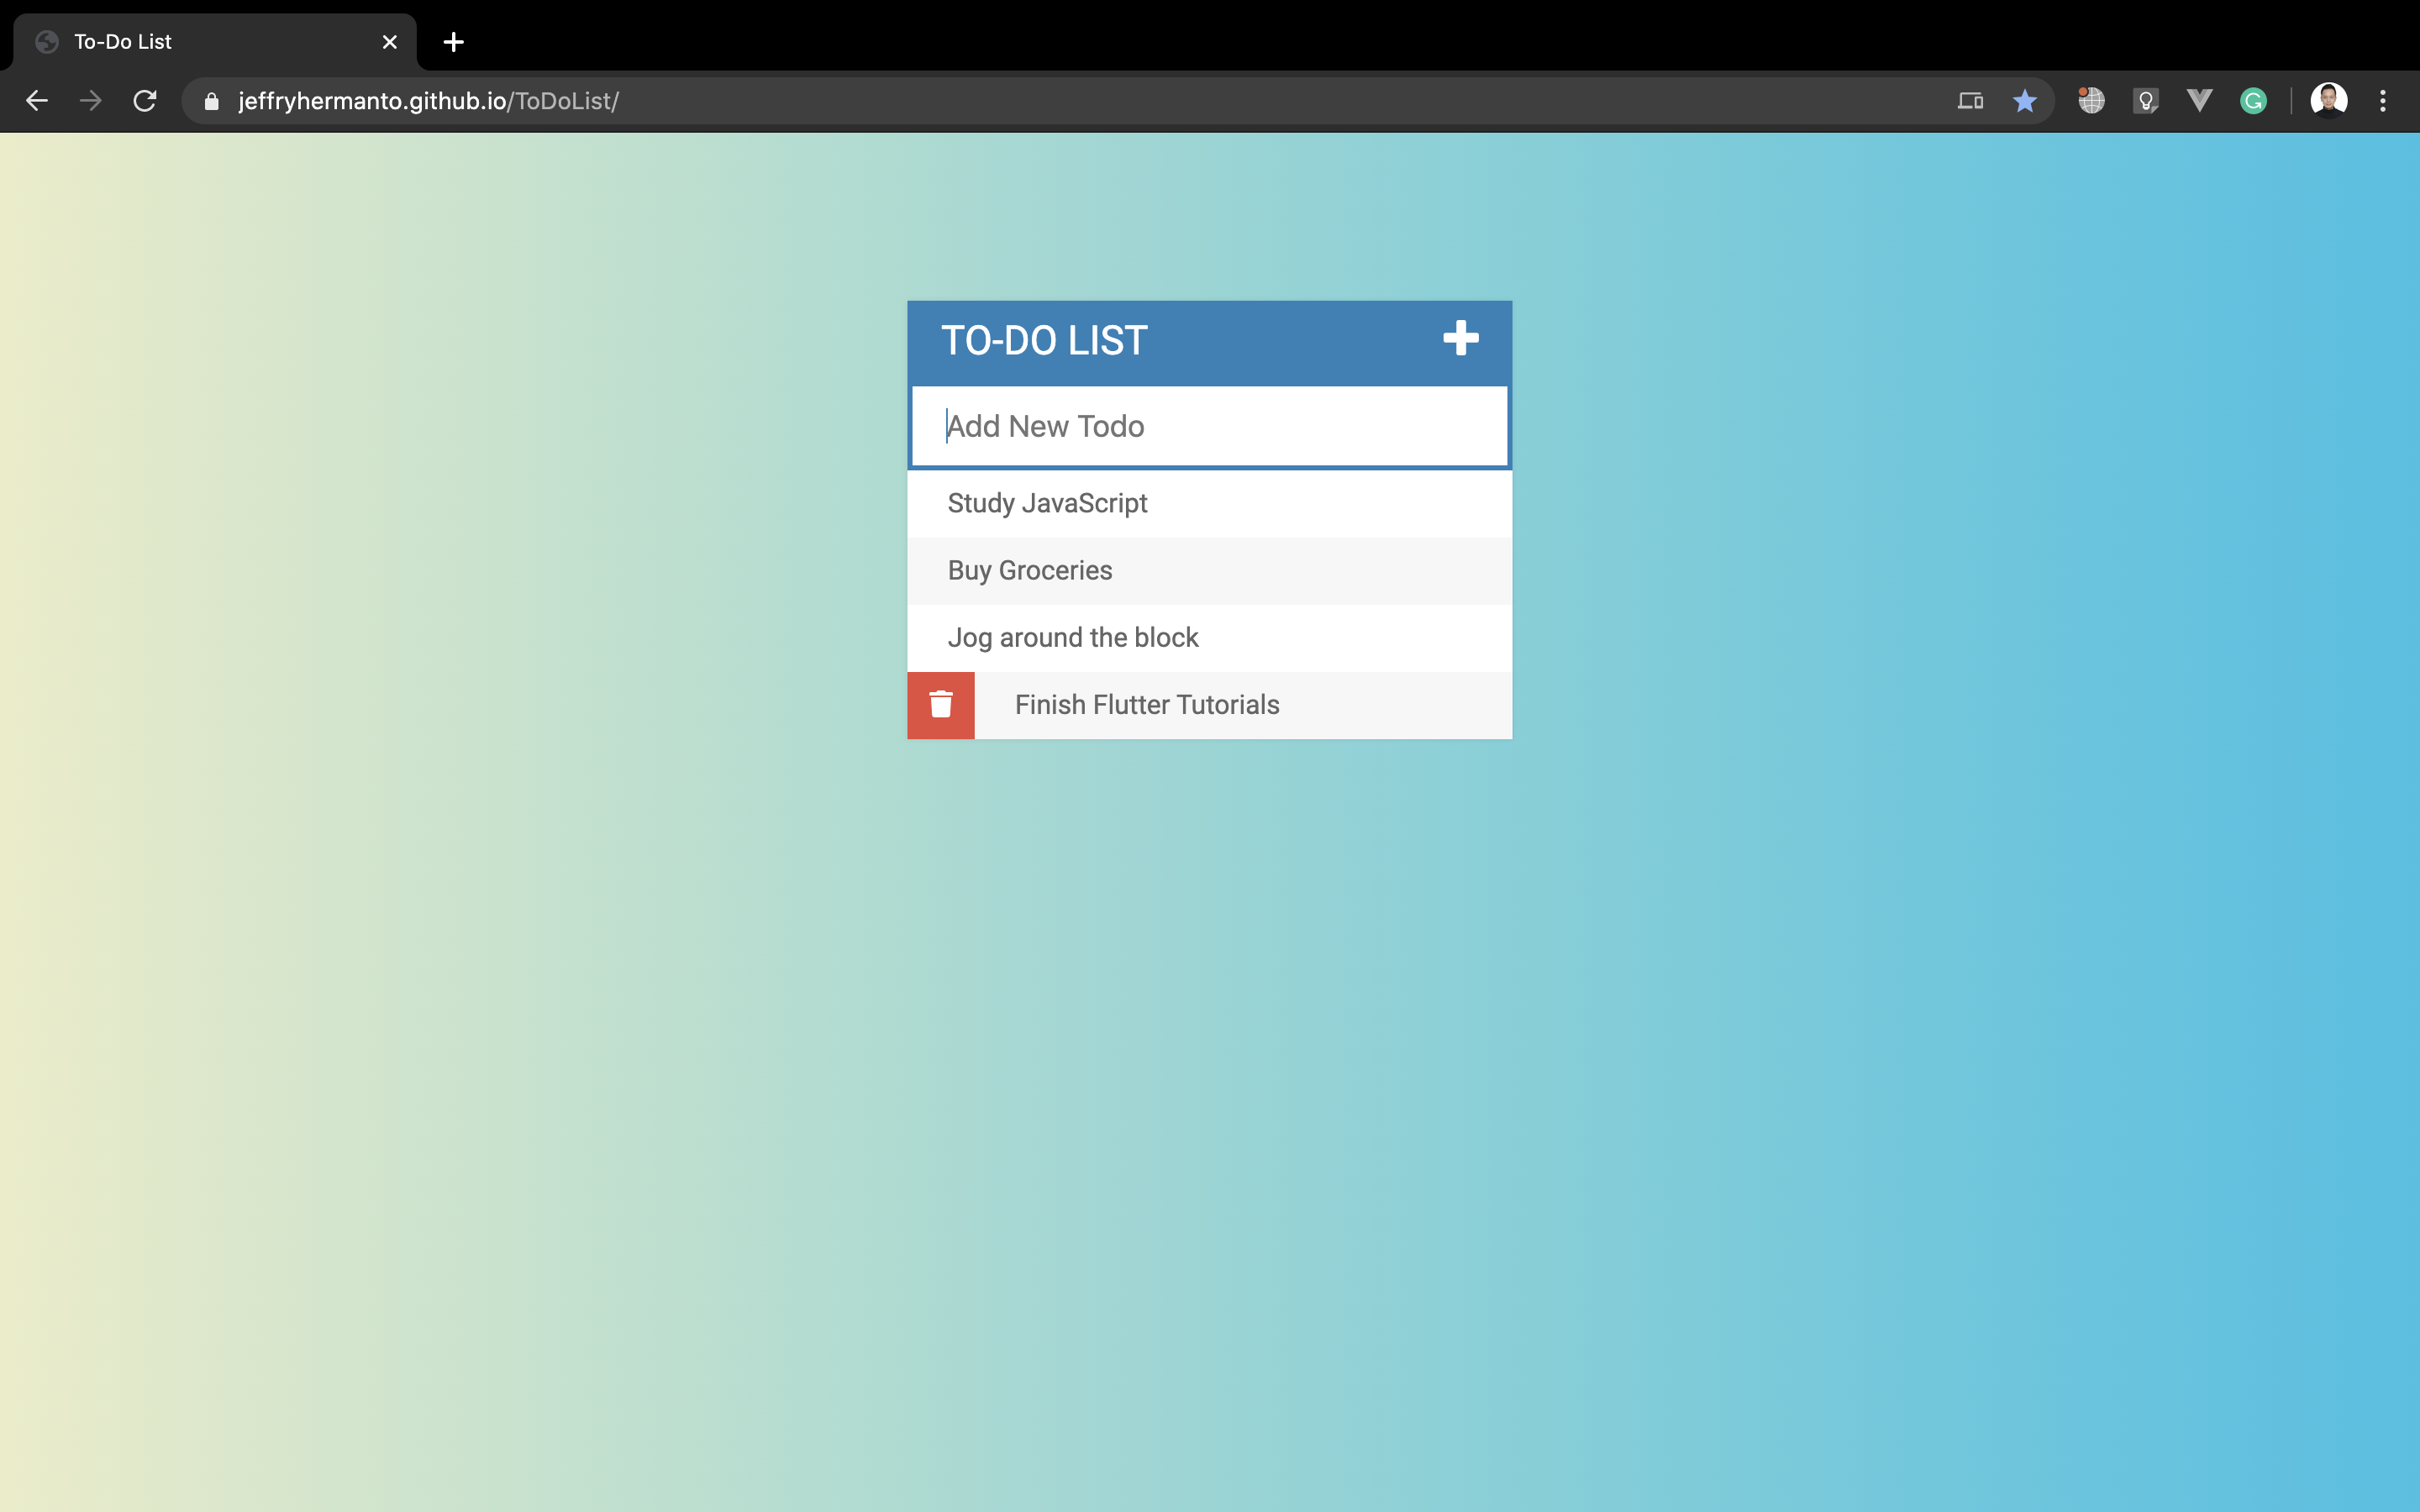 To-Do List
jeffryhermanto.github.io/ToDoList/
TO-DO LIST
Add New Todo
Study JavaScript
Buy Groceries
Jog around the block
Finish Flutter Tutorials